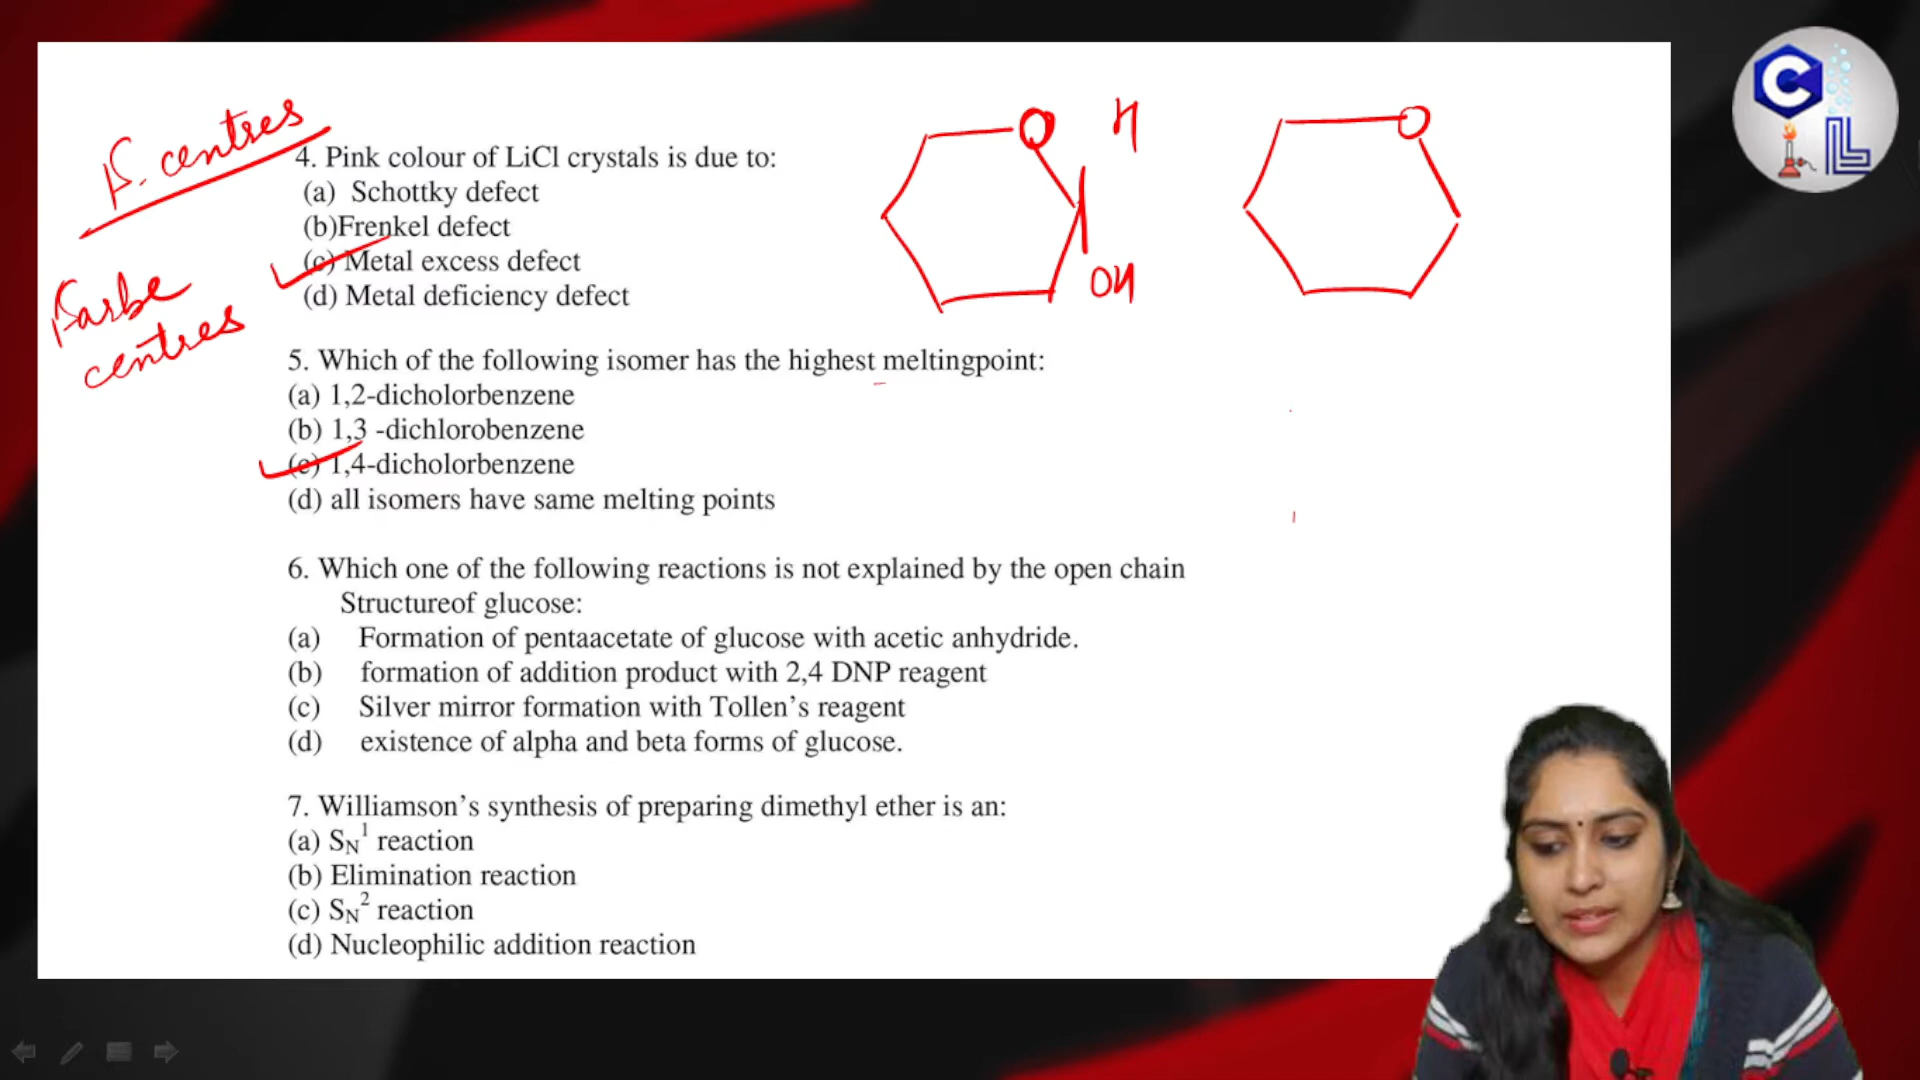 F. centres
Farbe
centres
4. Pink colour of LiCl crystals is due to:
(a) Schottky defect
(b)Frenkel defect
(c) Metal excess defect
(d) Metal deficiency defect
O H
OH
O
5. Which of the following isomer has the highest meltingpoint:
(a) 1,2-dicholorbenzene
(b) 1,3 -dichlorobenzene
(c) 1,4-dicholorbenzene
(d) all isomers have same melting points
6. Which one of the following reactions is not explained by the open chain
Structureof glucose:
(a) Formation of pentaacetate of glucose with acetic anhydride.
(b) formation of addition product with 2,4 DNP reagent
(c) Silver mirror formation with Tollen’s reagent
(d) existence of alpha and beta forms of glucose.
7. Williamson’s synthesis of preparing dimethyl ether is an:
(a) SN1 reaction
(b) Elimination reaction
(c) SN2 reaction
(d) Nucleophilic addition reaction
C L